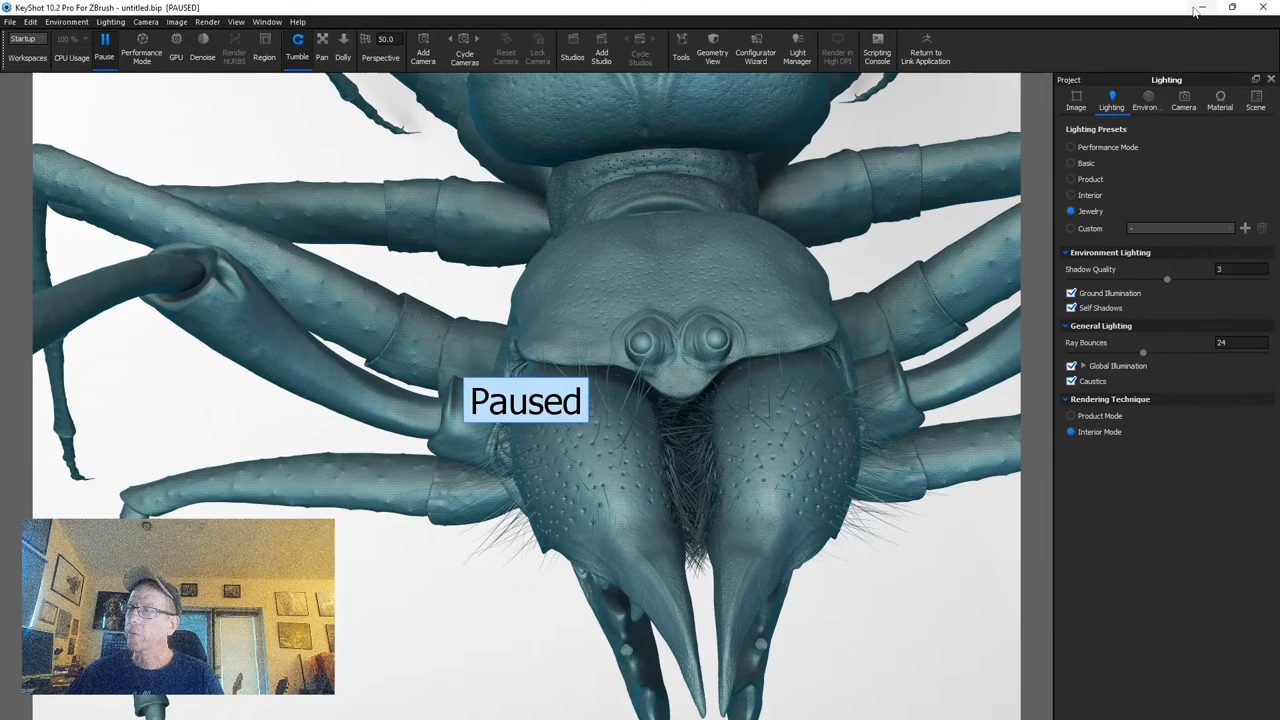 KeyShot 10.2 Pro For ZBrush - untitled.bip [PAUSED]
File Edit Environment Lighting Camera Image Render View Window Help
Startup 100 % 50.0
Workspaces CPU Usage Pause Performance Mode GPU Denoise Render NURBS Region Tumble Pan Dolly Perspective Add Camera Cycle Cameras Reset Camera Lock Camera Studios Add Studio Cycle Studios Tools Geometry View Configurator Wizard Light Manager Render in High DPI Scripting Console Return to Link Application
Project Lighting
Image Lighting Environ... Camera Material Scene
Lighting Presets
Performance Mode
Basic
Product
Interior
Jewelry
Custom -
Environment Lighting
Shadow Quality 3
Ground Illumination
Self Shadows
General Lighting
Ray Bounces 24
Global Illumination
Caustics
Rendering Technique
Product Mode
Interior Mode
Paused